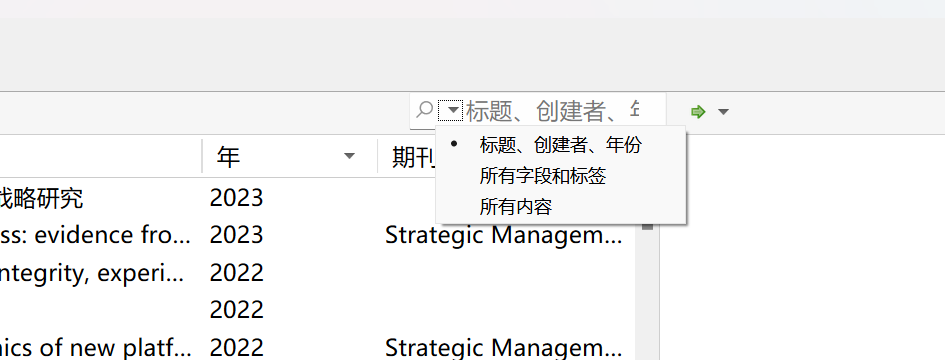 标题、创建者、
标题、创建者、年份
年
期刊
所有字段和标签
所有内容
战略研究 2023
ss: evidence fro... 2023 Strategic Managem...
ntegrity, experi... 2022
2022
nics of new platf... 2022 Strategic Managem...